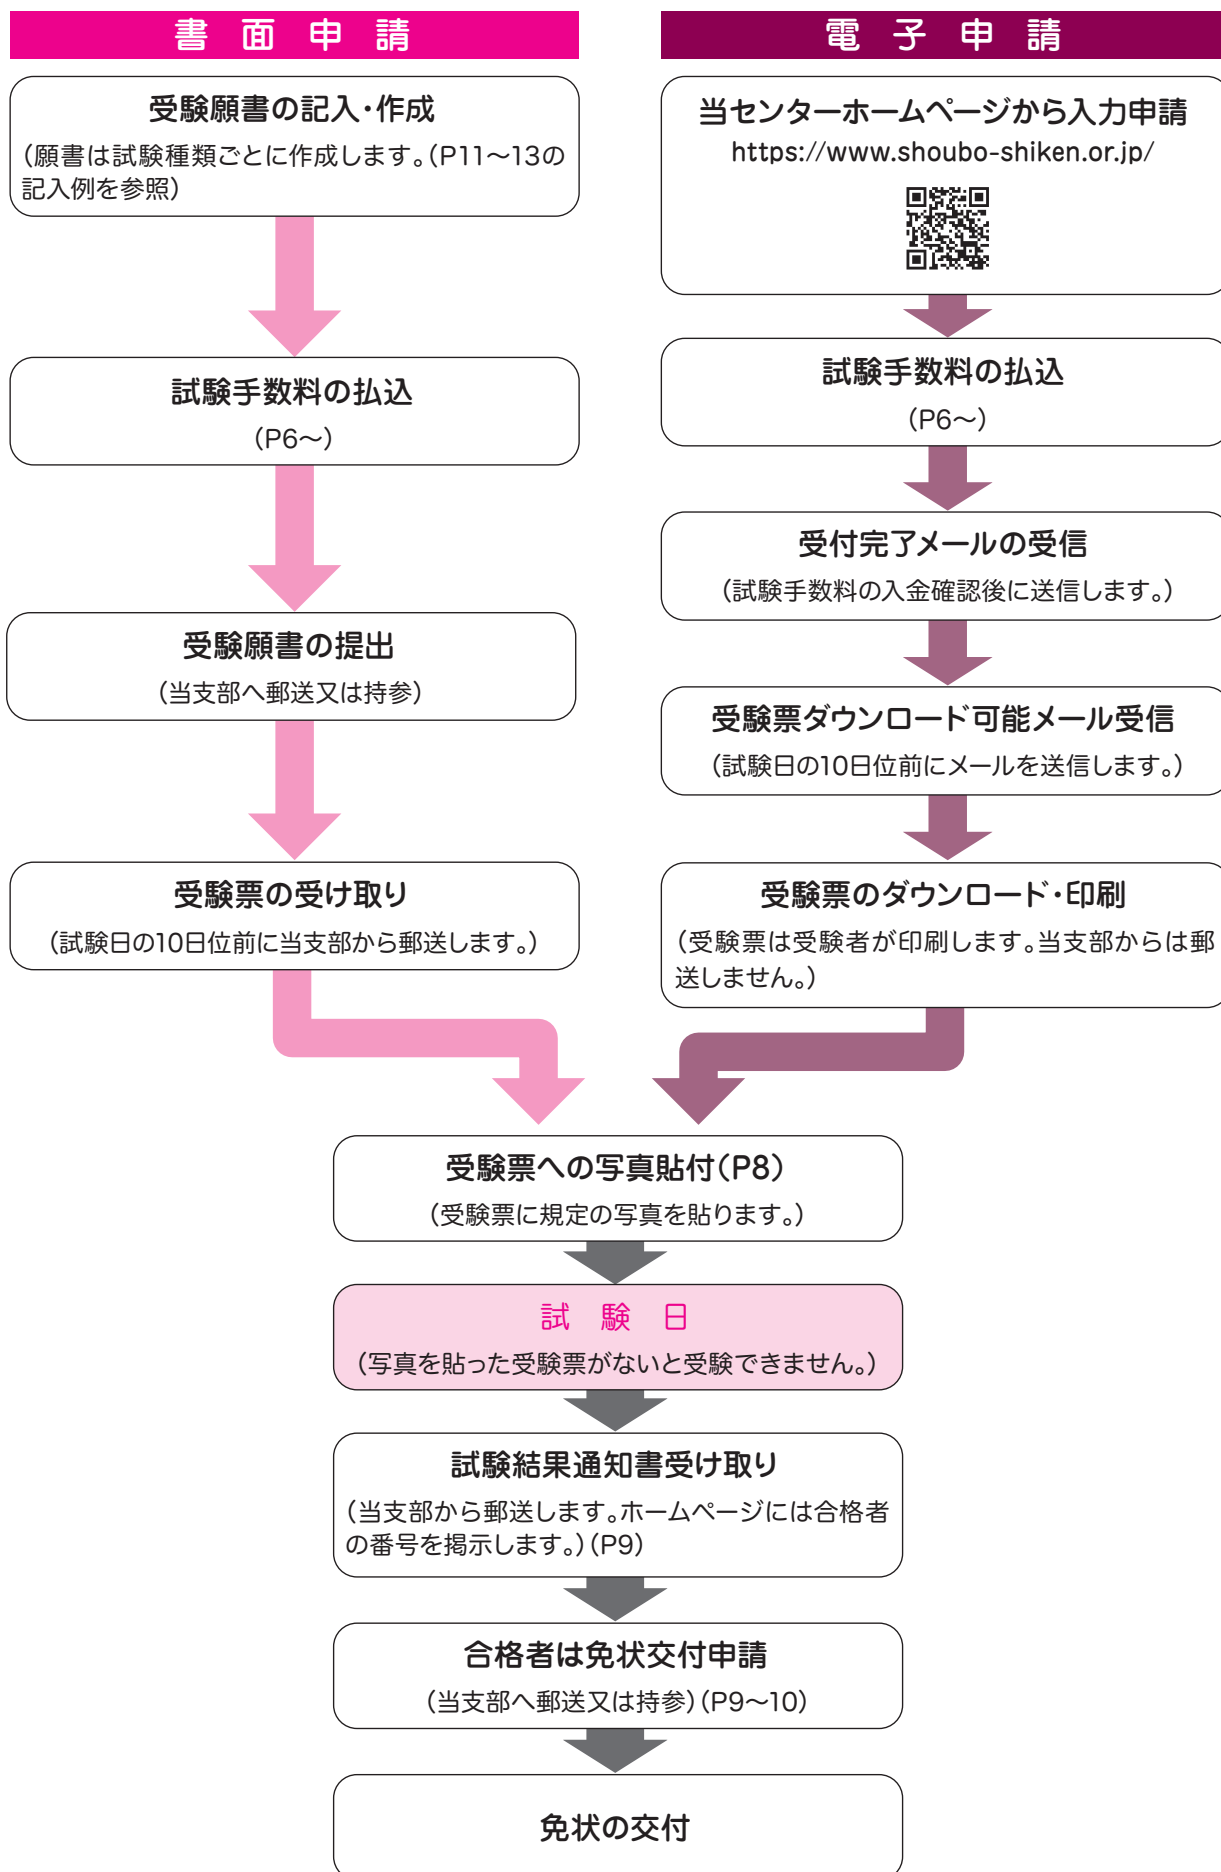 書面申請
受験願書の記入・作成
(願書は試験種類ごとに作成します。(P11〜13の
記入例を参照)
試験手数料の払込
(P6〜)
受験願書の提出
(当支部へ郵送又は持参)
受験票の受け取り
(試験日の10日位前に当支部から郵送します。)
電子申請
当センターホームページから入力申請
https://www.shoubo-shiken.or.jp/
試験手数料の払込
(P6〜)
受付完了メールの受信
(試験手数料の入金確認後に送信します。)
受験票ダウンロード可能メール受信
(試験日の10日位前にメールを送信します。)
受験票のダウンロード・印刷
(受験票は受験者が印刷します。当支部からは郵
送しません。)
受験票への写真貼付(P8)
(受験票に規定の写真を貼ります。)
試験日
(写真を貼った受験票がないと受験できません。)
試験結果通知書受け取り
(当支部から郵送します。ホームページには合格者
の番号を掲示します。)(P9)
合格者は免状交付申請
(当支部へ郵送又は持参)(P9〜10)
免状の交付